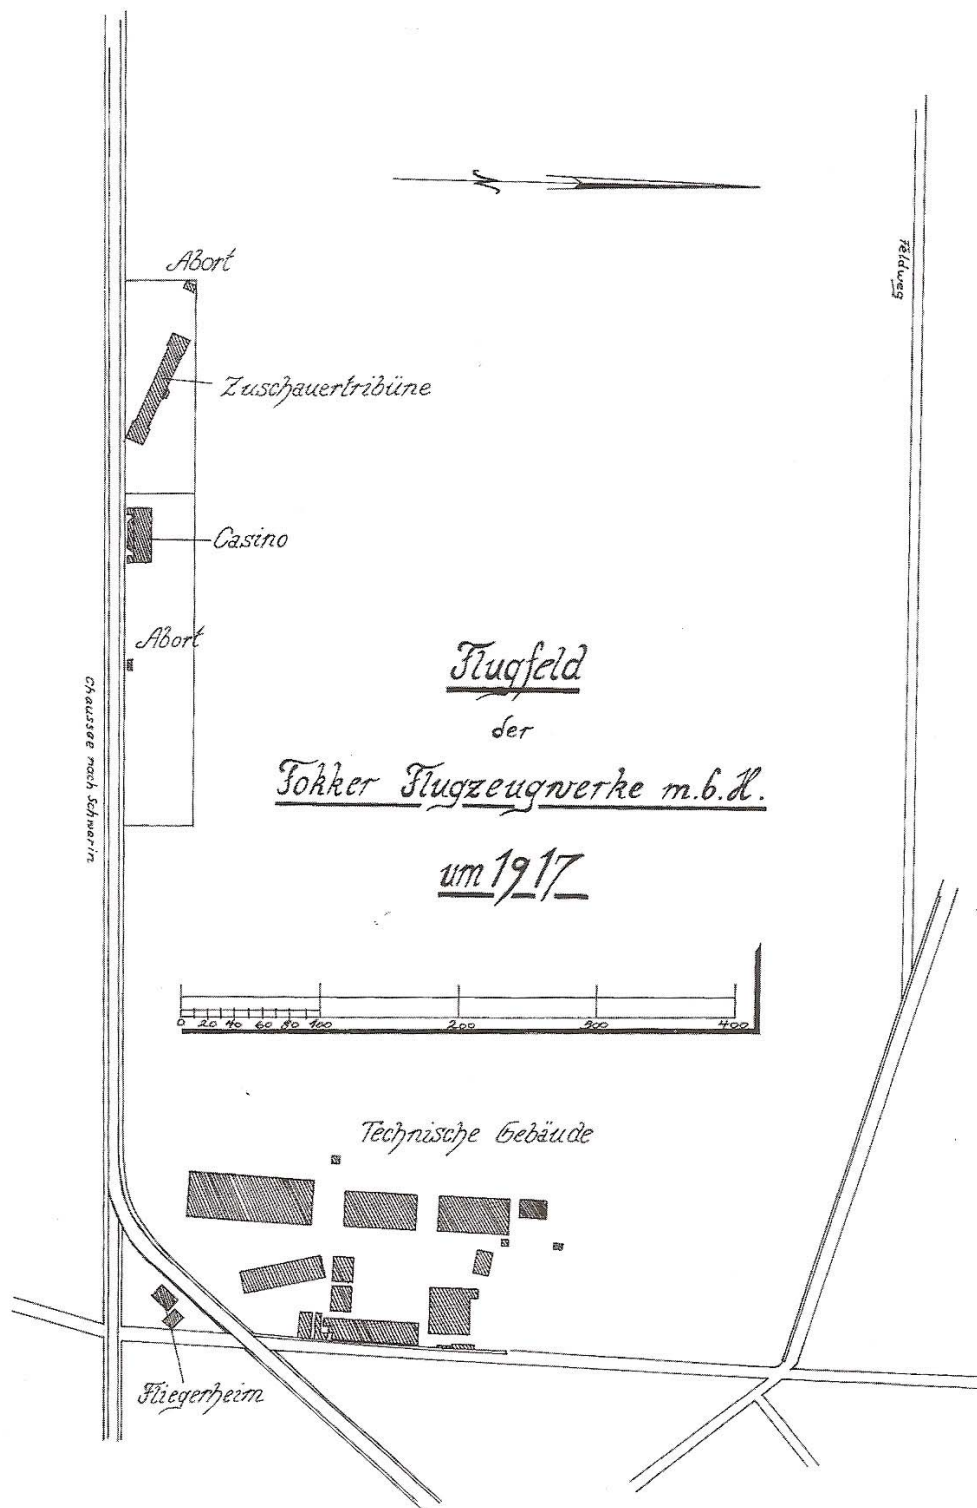 N
Abort
Feldweg
Zuschauertribüne
Casino
Abort
Chaussee nach Schwerin
Flugfeld
der
Fokker Flugzeugwerke m.b.H.
um 1917
0 20 40 60 80 100 200 300 400
Technische Gebäude
Fliegerheim